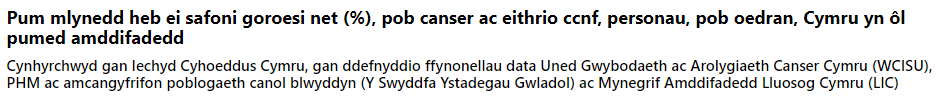 Pum mlynedd heb ei safoni goroesi net (%), pob canser ac eithrio ccnf, personau, pob oedran, Cymru yn ôl
pumed amddifadedd
Cynhyrchwyd gan Iechyd Cyhoeddus Cymru, gan ddefnyddio ffynonellau data Uned Gwybodaeth ac Arolygiaeth Canser Cymru (WCISU),
PHM ac amcangyfrifon poblogaeth canol blwyddyn (Y Swyddfa Ystadegau Gwladol) ac Mynegrif Amddifadedd Lluosog Cymru (LIC)